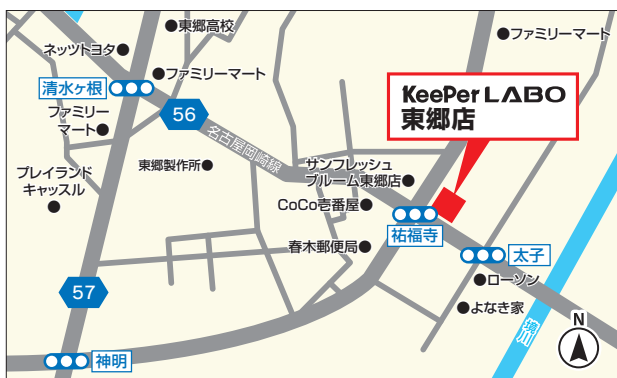 東郷高校
ネッツトヨタ
ファミリーマート
清水ヶ根
ファミリーマート
KeePer LABO
東郷店
ファミリー
マート
56
名古屋岡崎線
プレイランド
キャッスル
東郷製作所
サンフレッシュ
ブルーム東郷店
CoCo壱番屋
祐福寺
春木郵便局
太子
ローソン
57
よなき家
境川
N
神明